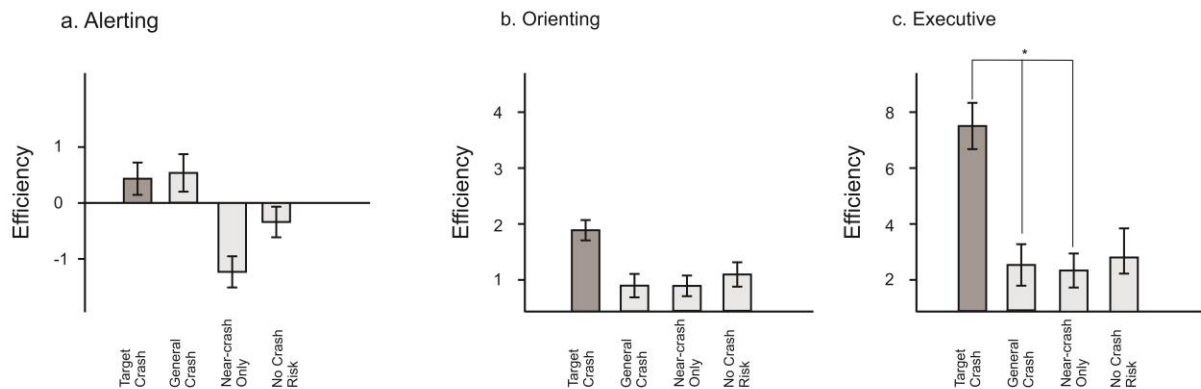 a. Alerting
Efficiency
1
0
-1
Target
Crash
General
Crash
Near-crash
Only
No Crash
Risk
b. Orienting
Efficiency
4
3
2
1
Target
Crash
General
Crash
Near-crash
Only
No Crash
Risk
c. Executive
*
Efficiency
8
6
4
2
Target
Crash
General
Crash
Near-crash
Only
No Crash
Risk